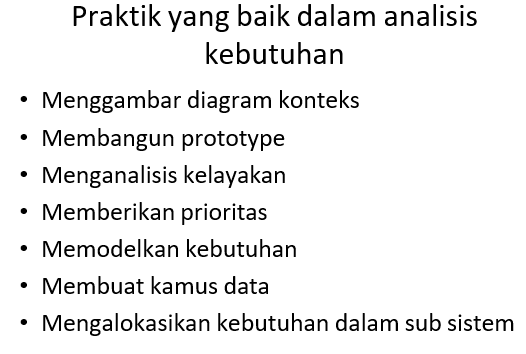 Praktik yang baik dalam analisis
kebutuhan
• Menggambar diagram konteks
• Membangun prototype
• Menganalisis kelayakan
• Memberikan prioritas
• Memodelkan kebutuhan
• Membuat kamus data
• Mengalokasikan kebutuhan dalam sub sistem